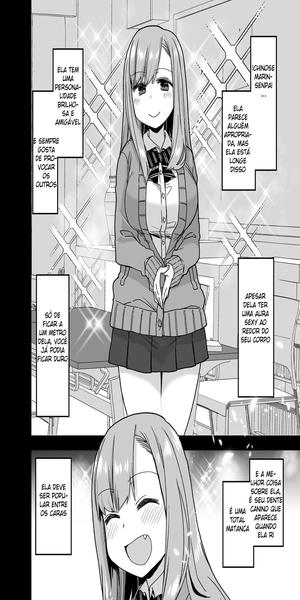 ICHINOSE
MARIN-
SENPAI
...
ELA
PARECE
ALGUÉM
APROPRIA-
DA, MAS
ELA ESTÁ
LONGE
DISSO
ELA TEM
UMA
PERSONA-
LIDADE
BRILHO-
SA E
AMIGÁVEL
E SEMPRE
GOSTA
DE PRO-
VOCAR
OS
OUTROS
APESAR
DELA TER
UMA AURA
SEXY AO
REDOR DO
SEU CORPO
SÓ DE
FICAR A
UM METRO
DELA, VOCÊ
JÁ PODIA
FICAR DURO
E A ME-
LHOR COISA
SOBRE ELA, É
SEU DENTE
CANINO QUE
APARECE
QUANDO
ELA RI
É UMA
TOTAL
MATANÇA
ELA DEVE
SER POPU-
LAR ENTRE
OS CARAS